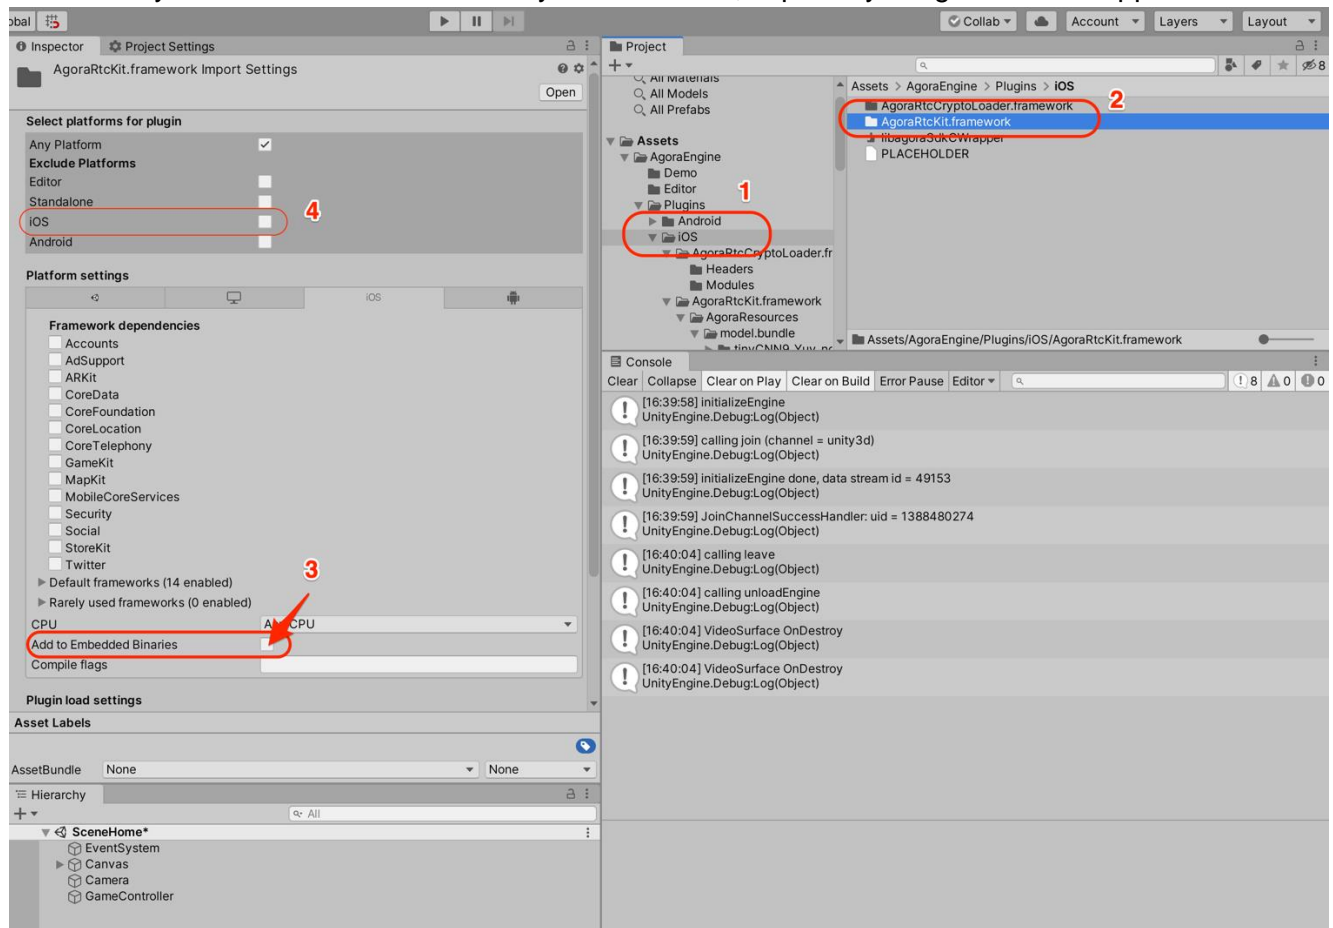 obal
Collab
Account
Layers
Layout
Inspector
Project Settings
AgoraRtcKit.framework Import Settings
Open
Select platforms for plugin
Any Platform
Exclude Platforms
Editor
Standalone
iOS
4
Android
Platform settings
iOS
Framework dependencies
Accounts
AdSupport
ARKit
CoreData
CoreFoundation
CoreLocation
CoreTelephony
GameKit
MapKit
MobileCoreServices
Security
Social
StoreKit
Twitter
3
Default frameworks (14 enabled)
Rarely used frameworks (0 enabled)
CPU
CPU
Add to Embedded Binaries
Compile flags
Plugin load settings
Asset Labels
AssetBundle
None
None
Hierarchy
All
SceneHome*
EventSystem
Canvas
Camera
GameController
Project
8
All Materials
All Models
All Prefabs
Assets
AgoraEngine
Demo
Editor
1
Plugins
Android
iOS
AgoraRtcCryptoLoader.fr
Headers
Modules
AgoraRtcKit.framework
AgoraResources
model.bundle
Assets > AgoraEngine > Plugins > iOS
2
AgoraRtcCryptoLoader.framework
AgoraRtcKit.framework
libagoraSdkCWrapper
PLACEHOLDER
Assets/AgoraEngine/Plugins/iOS/AgoraRtcKit.framework
Console
Clear Collapse Clear on Play Clear on Build Error Pause Editor
8 0 0
[16:39:58] initializeEngine
UnityEngine.Debug:Log(Object)
[16:39:59] calling join (channel = unity3d)
UnityEngine.Debug:Log(Object)
[16:39:59] initializeEngine done, data stream id = 49153
UnityEngine.Debug:Log(Object)
[16:39:59] JoinChannelSuccessHandler: uid = 1388480274
UnityEngine.Debug:Log(Object)
[16:40:04] calling leave
UnityEngine.Debug:Log(Object)
[16:40:04] calling unloadEngine
UnityEngine.Debug:Log(Object)
[16:40:04] VideoSurface OnDestroy
UnityEngine.Debug:Log(Object)
[16:40:04] VideoSurface OnDestroy
UnityEngine.Debug:Log(Object)